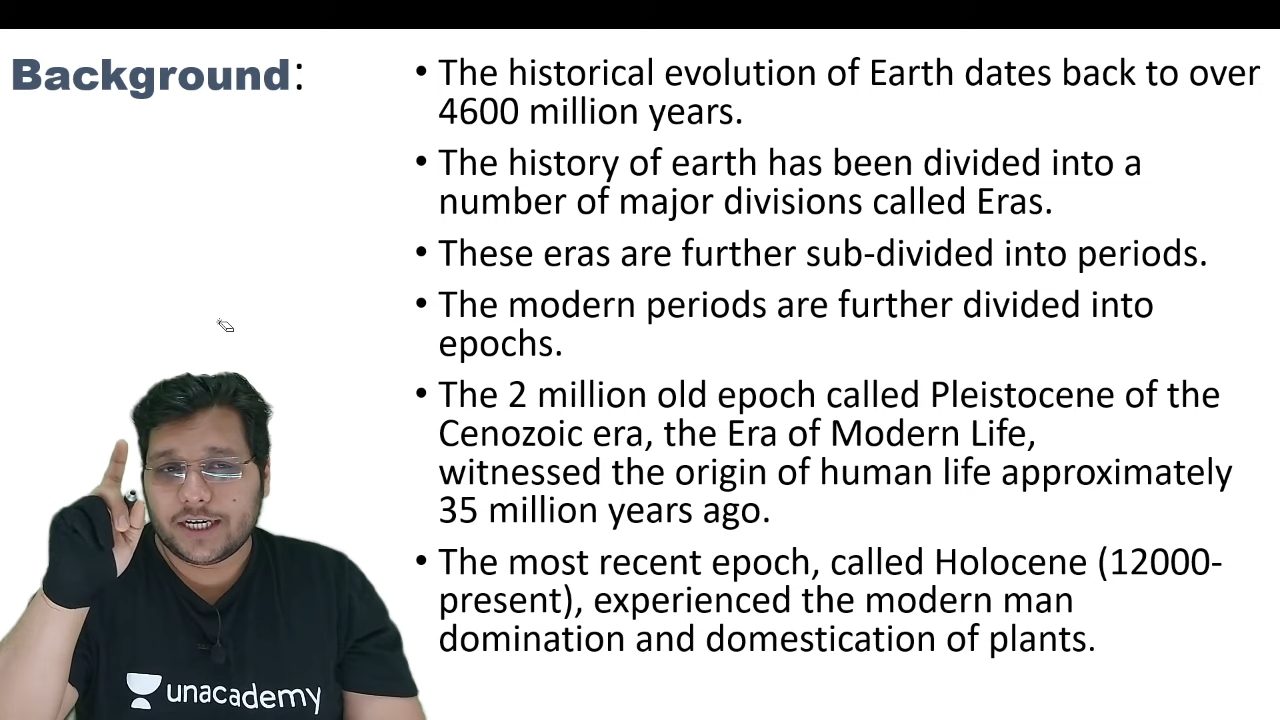 Background:
• The historical evolution of Earth dates back to over
4600 million years.
• The history of earth has been divided into a
number of major divisions called Eras.
• These eras are further sub-divided into periods.
• The modern periods are further divided into
epochs.
• The 2 million old epoch called Pleistocene of the
Cenozoic era, the Era of Modern Life,
witnessed the origin of human life approximately
35 million years ago.
• The most recent epoch, called Holocene (12000-
present), experienced the modern man
domination and domestication of plants.
unacademy